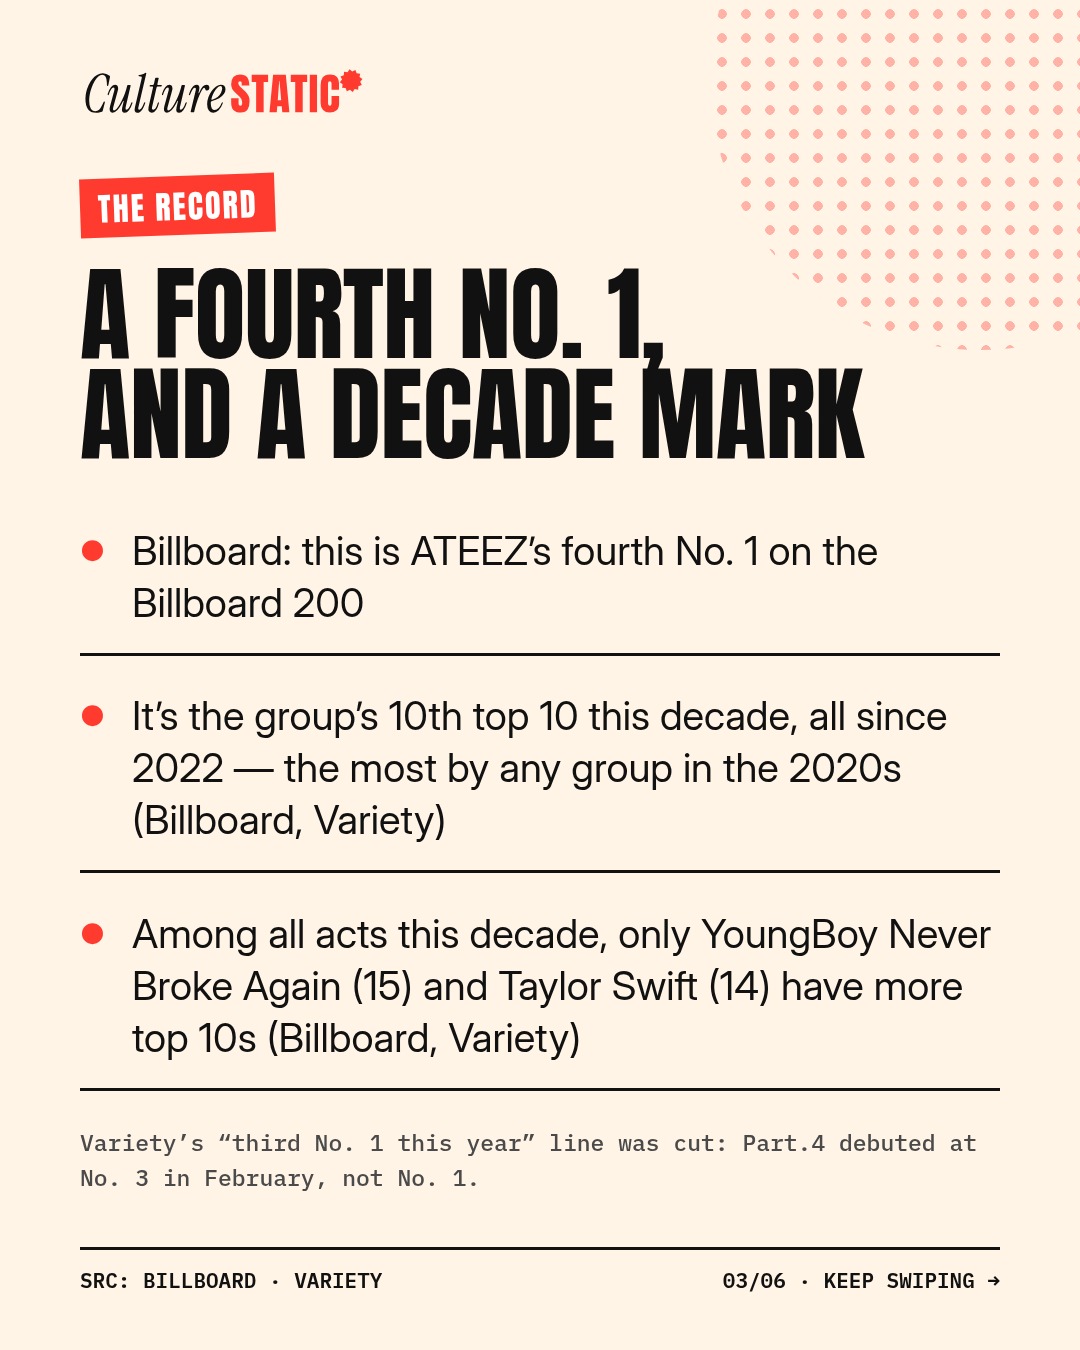 Culture STATIC
THE RECORD
A FOURTH NO. 1,
AND A DECADE MARK
Billboard: this is ATEEZ’s fourth No. 1 on the
Billboard 200
It’s the group’s 10th top 10 this decade, all since
2022 — the most by any group in the 2020s
(Billboard, Variety)
Among all acts this decade, only YoungBoy Never
Broke Again (15) and Taylor Swift (14) have more
top 10s (Billboard, Variety)
Variety’s “third No. 1 this year” line was cut: Part.4 debuted at
No. 3 in February, not No. 1.
SRC: BILLBOARD · VARIETY
03/06 · KEEP SWIPING →